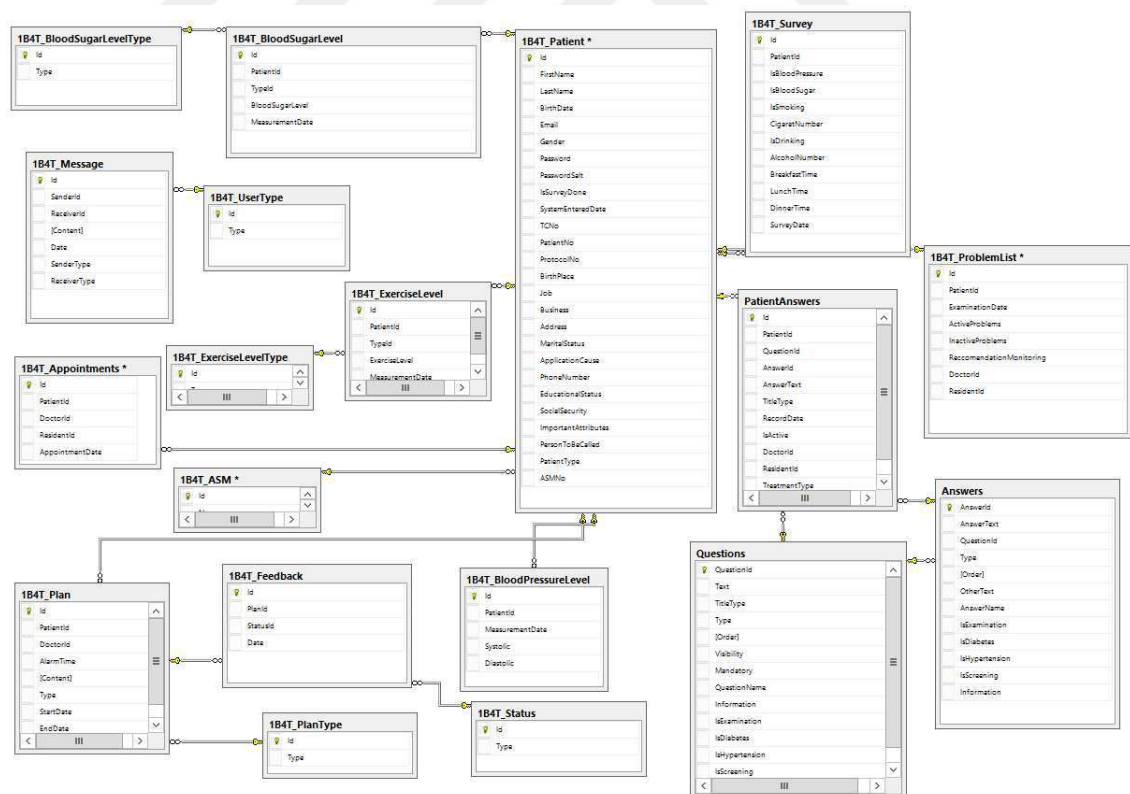 1B4T_BloodSugarLevelType
Id
Type
1B4T_BloodSugarLevel
Id
PatientId
TypeId
BloodSugarLevel
MeasurementDate
1B4T_Patient *
Id
FirstName
LastName
BirthDate
Email
Gender
Password
PasswordSalt
IsSurveyDone
SystemEnteredDate
TCNo
PatientNo
ProtocolNo
BirthPlace
Job
Business
Address
MaritalStatus
ApplicationCause
PhoneNumber
EducationalStatus
SocialSecurity
ImportantAttributes
PersonToBeCalled
PatientType
ASMNo
1B4T_Survey
Id
PatientId
IsBloodPressure
IsBloodSugar
IsSmoking
CigaretNumber
IsDrinking
AlcoholNumber
BreakfastTime
LunchTime
DinnerTime
SurveyDate
1B4T_Message
Id
SenderId
ReceiverId
[Content]
Date
SenderType
ReceiverType
1B4T_UserType
Id
Type
1B4T_ProblemList *
Id
PatientId
ExaminationDate
ActiveProblems
InactiveProblems
ReccomendationMonitoring
DoctorId
ResidentId
1B4T_ExerciseLevel
Id
PatientId
TypeId
ExerciseLevel
MeasurementDate
PatientAnswers
Id
PatientId
QuestionId
AnswerId
AnswerText
TitleType
RecordDate
IsActive
DoctorId
ResidentId
TreatmentType
1B4T_ExerciseLevelType
Id
1B4T_Appointments *
Id
PatientId
DoctorId
ResidentId
AppointmentDate
1B4T_ASM *
Id
Answers
AnswerId
AnswerText
QuestionId
Type
[Order]
OtherText
AnswerName
IsExamination
IsDiabetes
IsHypertension
IsScreening
Information
Questions
QuestionId
Text
TitleType
Type
[Order]
Visibility
Mandatory
QuestionName
Information
IsExamination
IsDiabetes
IsHypertension
IsScreening
1B4T_Plan
Id
PatientId
DoctorId
AlarmTime
[Content]
Type
StartDate
EndDate
1B4T_Feedback
Id
PlanId
StatusId
Date
1B4T_BloodPressureLevel
Id
PatientId
MeasurementDate
Systolic
Diastolic
1B4T_PlanType
Id
Type
1B4T_Status
Id
Type